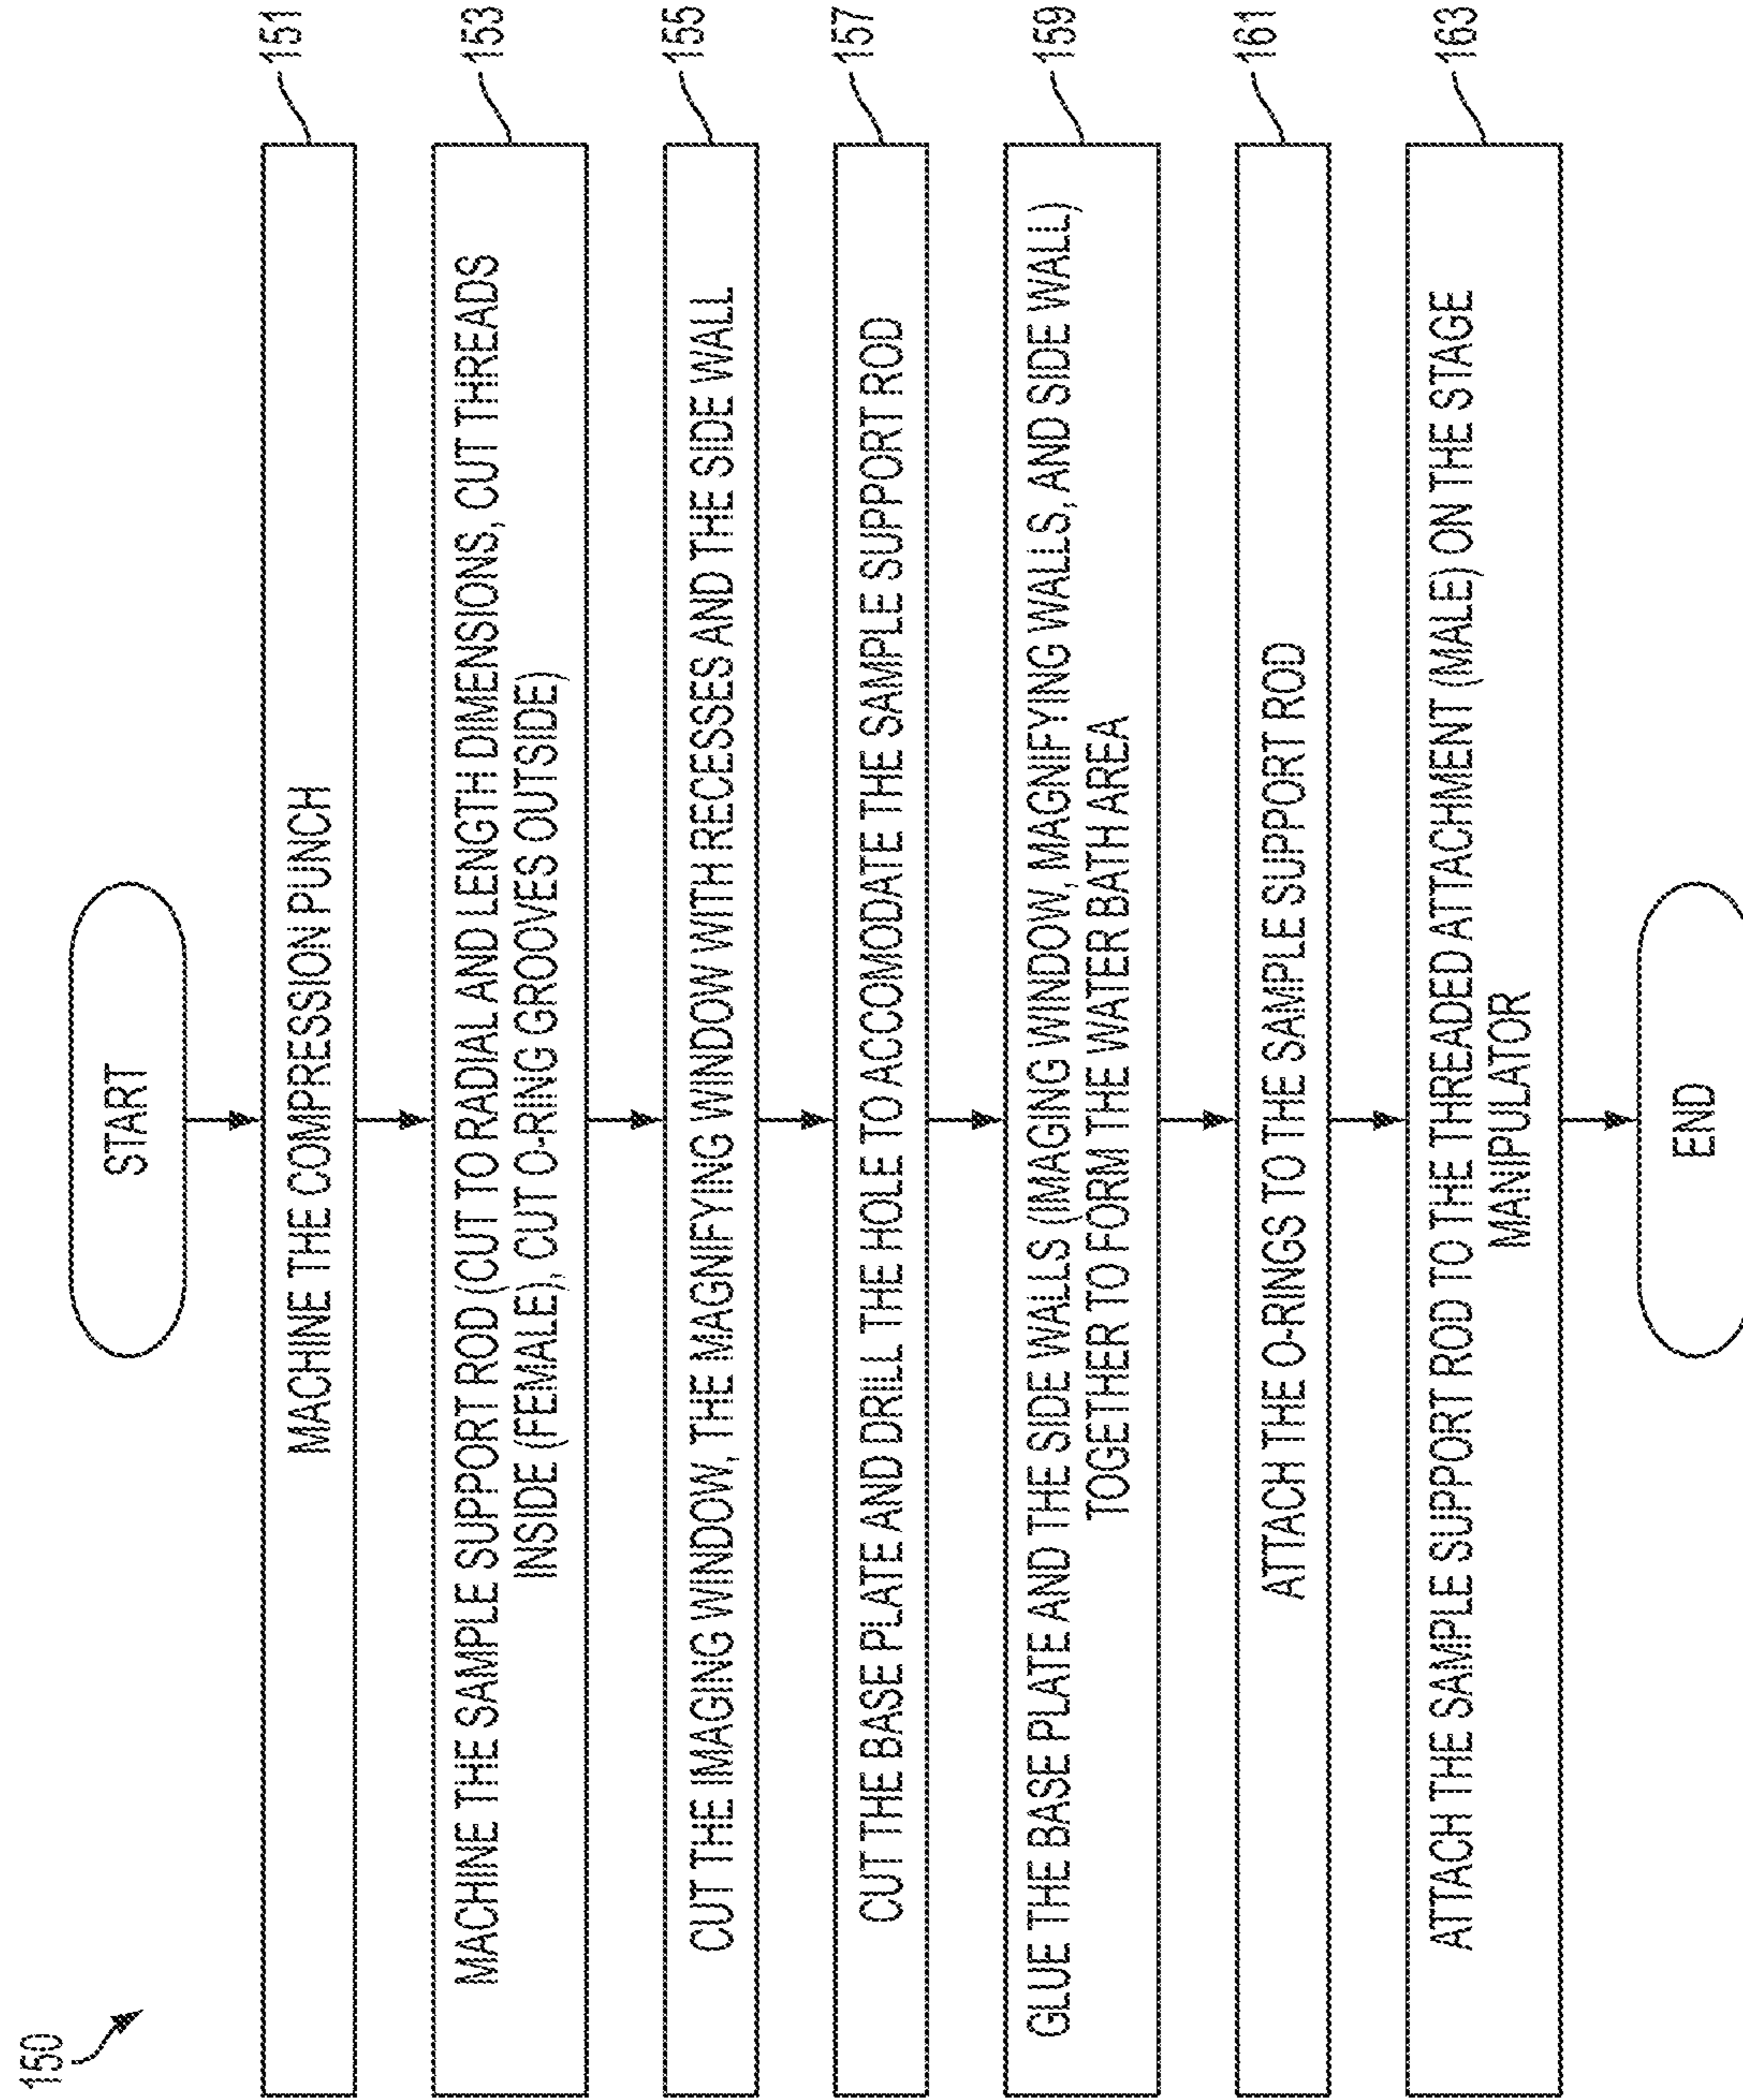 150
START
MACHINE THE COMPRESSION PUNCH
151
MACHINE THE SAMPLE SUPPORT ROD (CUT TO RADIAL AND LENGTH DIMENSIONS, CUT THREADS
INSIDE (FEMALE), CUT O-RING GROOVES OUTSIDE)
153
CUT THE IMAGING WINDOW, THE MAGNIFYING WINDOW WITH RECESSES AND THE SIDE WALL
155
CUT THE BASE PLATE AND DRILL THE HOLE TO ACCOMODATE THE SAMPLE SUPPORT ROD
157
GLUE THE BASE PLATE AND THE SIDE WALLS (IMAGING WINDOW, MAGNIFYING WALLS, AND SIDE WALL)
TOGETHER TO FORM THE WATER BATH AREA
159
ATTACH THE O-RINGS TO THE SAMPLE SUPPORT ROD
161
ATTACH THE SAMPLE SUPPORT ROD TO THE THREADED ATTACHMENT (MALE) ON THE STAGE
MANIPULATOR
163
END